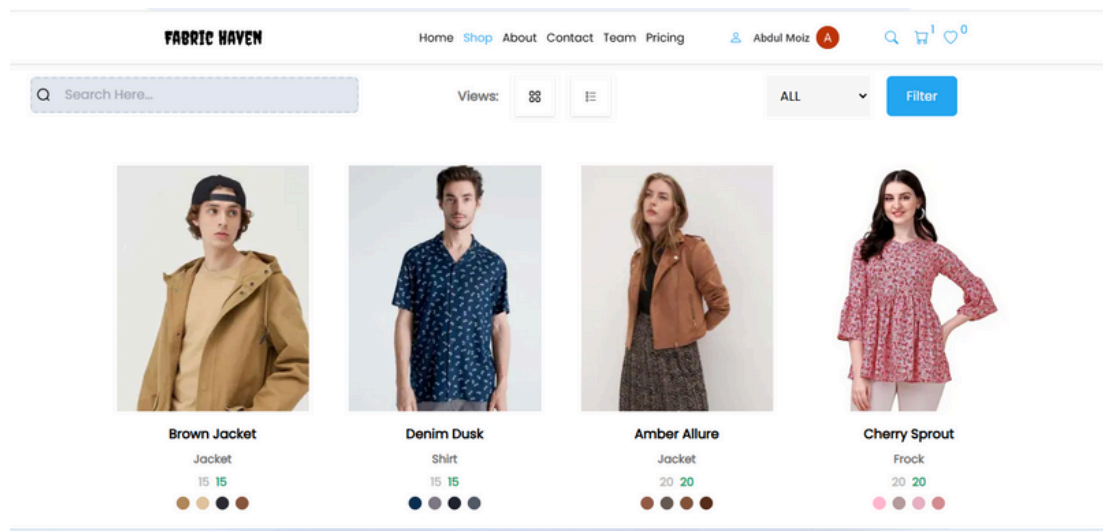 FABRIC HAVEN Home Shop About Contact Team Pricing Abdul Moiz A 1 0
Search Here... Views: ALL Filter
Brown Jacket Denim Dusk Amber Allure Cherry Sprout
Jacket Shirt Jacket Frock
15 15 15 15 20 20 20 20